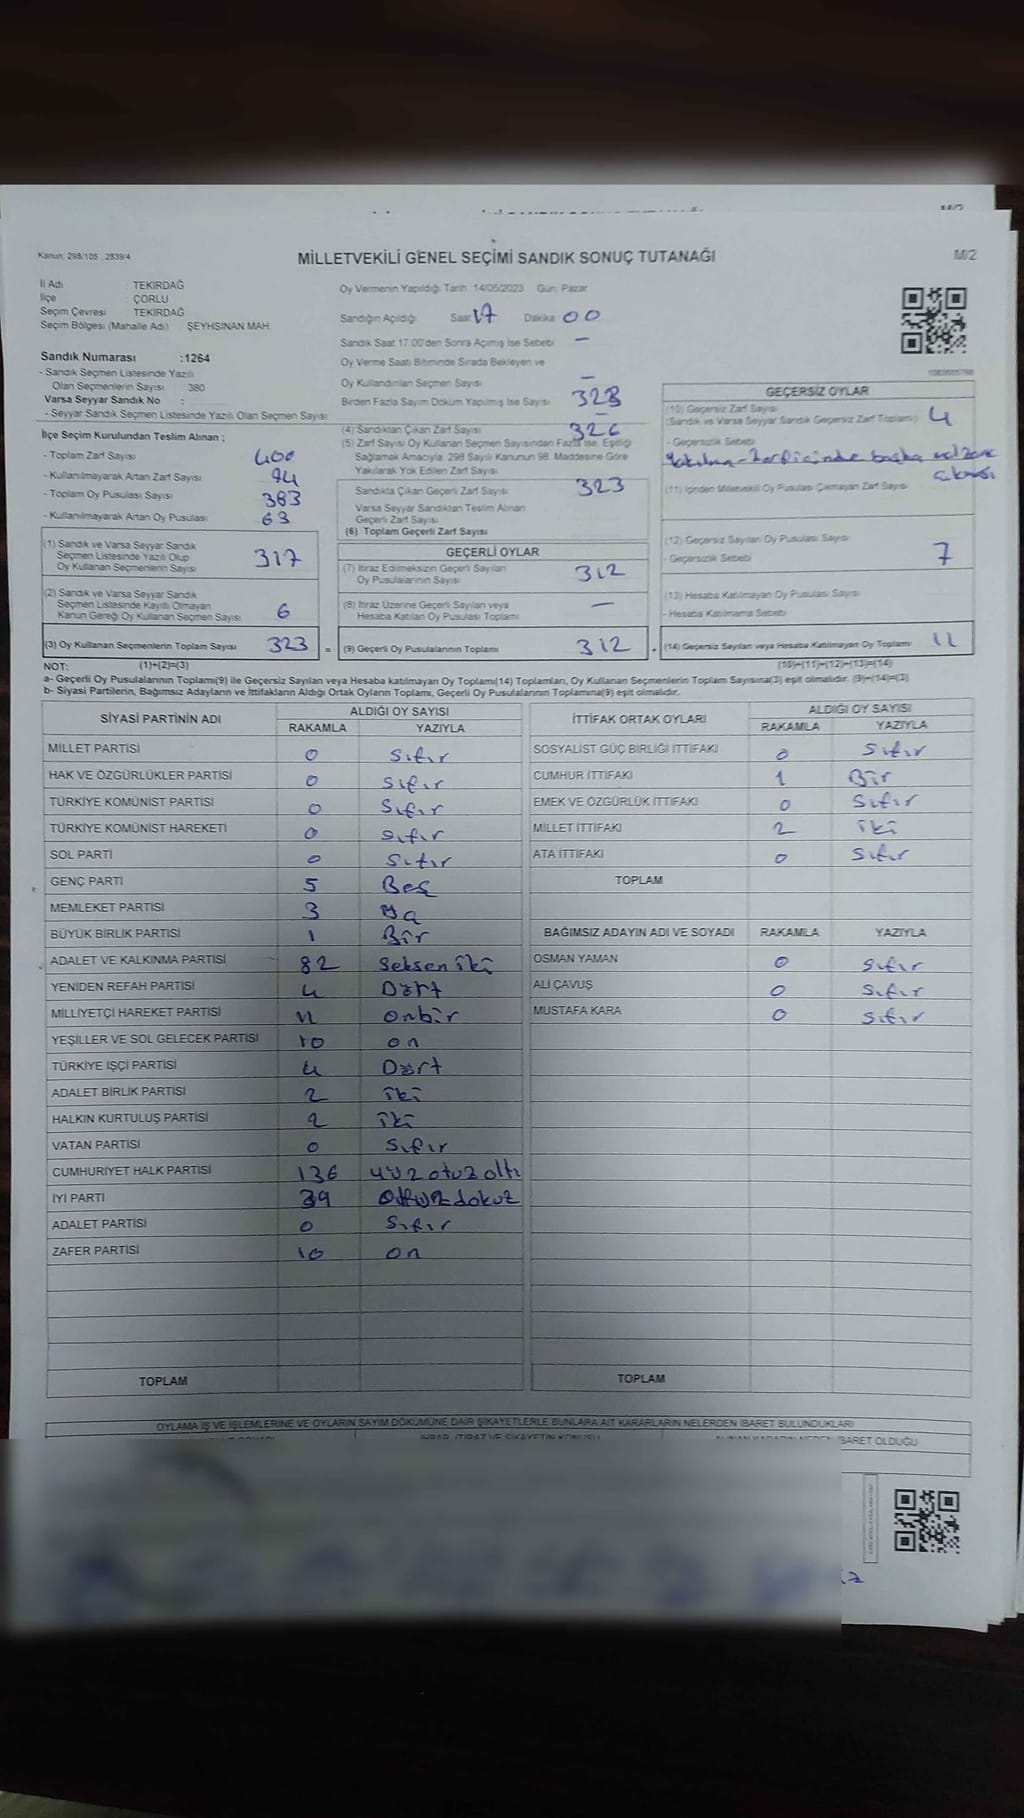 Kanun: 298/105 , 2839/4
MİLLETVEKİLİ GENEL SEÇİMİ SANDIK SONUÇ TUTANAĞI
M/2
İl Adı : TEKİRDAĞ
İlçe : ÇORLU
Seçim Çevresi : TEKİRDAĞ
Seçim Bölgesi (Mahalle Adı) : ŞEYHSİNAN MAH.
Sandık Numarası :1264
- Sandık Seçmen Listesinde Yazılı
Olan Seçmenlerin Sayısı 380
Varsa Seyyar Sandık No :
- Seyyar Sandık Seçmen Listesinde Yazılı Olan Seçmen Sayısı
Oy Vermenin Yapıldığı Tarih: 14/05/2023 Gün: Pazar
Sandığın Açıldığı Saat 17 Dakika 00
Sandık Saat 17:00'den Sonra Açılmış İse Sebebi —
Oy Verme Saati Bitiminde Sırada Bekleyen ve
Oy Kullandırılan Seçmen Sayısı —
Birden Fazla Sayım Döküm Yapılmış İse Sayısı 328
İlçe Seçim Kurulundan Teslim Alınan ;
- Toplam Zarf Sayısı 400
- Kullanılmayarak Artan Zarf Sayısı
- Toplam Oy Pusulası Sayısı 383
- Kullanılmayarak Artan Oy Pusulası 63
(4) Sandıktan Çıkan Zarf Sayısı 326
(5) Zarf Sayısı Oy Kullanan Seçmen Sayısından Fazla ise, Eşitliği
Sağlamak Amacıyla 298 Sayılı Kanunun 98. Maddesine Göre
Yakılarak Yok Edilen Zarf Sayısı
Sandıkta Çıkan Geçerli Zarf Sayısı 323
Varsa Seyyar Sandıktan Teslim Alınan
Geçerli Zarf Sayısı
(6) Toplam Geçerli Zarf Sayısı
GEÇERSİZ OYLAR
(10) Geçersiz Zarf Sayısı
(Sandık ve Varsa Seyyar Sandık Geçersiz Zarf Toplamı) 4
- Geçersizlik Sebebi
Zarf içinde başka
çıkması
(11) İçinden Milletvekili Oy Pusulası Çıkmayan Zarf Sayısı
(12) Geçersiz Sayılan Oy Pusulası Sayısı
- Geçersizlik Sebebi 7
(13) Hesaba Katılmayan Oy Pusulası Sayısı
- Hesaba Katılmama Sebebi
(1) Sandık ve Varsa Seyyar Sandık
Seçmen Listesinde Yazılı Olup
Oy Kullanan Seçmenlerin Sayısı 317
(2) Sandık ve Varsa Seyyar Sandık
Seçmen Listesinde Kayıtlı Olmayan
Kanun Gereği Oy Kullanan Seçmen Sayısı 6
(3) Oy Kullanan Seçmenlerin Toplam Sayısı 323 =
GEÇERLİ OYLAR
(7) İtiraz Edilmeksizin Geçerli Sayılan
Oy Pusulalarının Sayısı 312
(8) İtiraz Üzerine Geçerli Sayılan veya
Hesaba Katılan Oy Pusulası Toplamı —
(9) Geçerli Oy Pusulalarının Toplamı 312 +
(14) Geçersiz Sayılan veya Hesaba Katılmayan Oy Toplamı 11
NOT: (1)+(2)=(3) (10)+(11)+(12)+(13)=(14)
a- Geçerli Oy Pusulalarının Toplamı(9) ile Geçersiz Sayılan veya Hesaba katılmayan Oy Toplamı(14) Toplamları, Oy Kullanan Seçmenlerin Toplam Sayısına(3) eşit olmalıdır. (9)+(14)=(3)
b- Siyasi Partilerin, Bağımsız Adayların ve İttifakların Aldığı Ortak Oyların Toplamı, Geçerli Oy Pusulalarının Toplamına(9) eşit olmalıdır.
SİYASİ PARTİNİN ADI ALDIĞI OY SAYISI
RAKAMLA YAZIYLA
MİLLET PARTİSİ 0 Sıfır
HAK VE ÖZGÜRLÜKLER PARTİSİ 0 Sıfır
TÜRKİYE KOMÜNİST PARTİSİ 0 Sıfır
TÜRKİYE KOMÜNİST HAREKETİ 0 Sıfır
SOL PARTİ 0 Sıfır
GENÇ PARTİ 5 Beş
MEMLEKET PARTİSİ 3
BÜYÜK BİRLİK PARTİSİ 1 Bir
ADALET VE KALKINMA PARTİSİ 82 Seksen iki
YENİDEN REFAH PARTİSİ 4 Dört
MİLLİYETÇİ HAREKET PARTİSİ 11 onbir
YEŞİLLER VE SOL GELECEK PARTİSİ 10 on
TÜRKİYE İŞÇİ PARTİSİ 4 Dört
ADALET BİRLİK PARTİSİ 2 iki
HALKIN KURTULUŞ PARTİSİ 2 iki
VATAN PARTİSİ 0 Sıfır
CUMHURİYET HALK PARTİSİ 136 yüz otuz altı
İYİ PARTİ 39 otuz dokuz
ADALET PARTİSİ 0 Sıfır
ZAFER PARTİSİ 10 on
TOPLAM
İTTİFAK ORTAK OYLARI ALDIĞI OY SAYISI
RAKAMLA YAZIYLA
SOSYALİST GÜÇ BİRLİĞİ İTTİFAKI 0 Sıfır
CUMHUR İTTİFAKI 1 Bir
EMEK VE ÖZGÜRLÜK İTTİFAKI 0 Sıfır
MİLLET İTTİFAKI 2 iki
ATA İTTİFAKI 0 Sıfır
TOPLAM
BAĞIMSIZ ADAYIN ADI VE SOYADI RAKAMLA YAZIYLA
OSMAN YAMAN 0 Sıfır
ALİ ÇAVUŞ 0 Sıfır
MUSTAFA KARA 0 Sıfır
TOPLAM
OYLAMA İŞ VE İŞLEMLERİNE VE OYLARIN SAYIM DÖKÜMÜNE DAİR ŞİKAYETLERLE BUNLARA AİT KARARLARIN NELERDEN İBARET BULUNDUKLARI